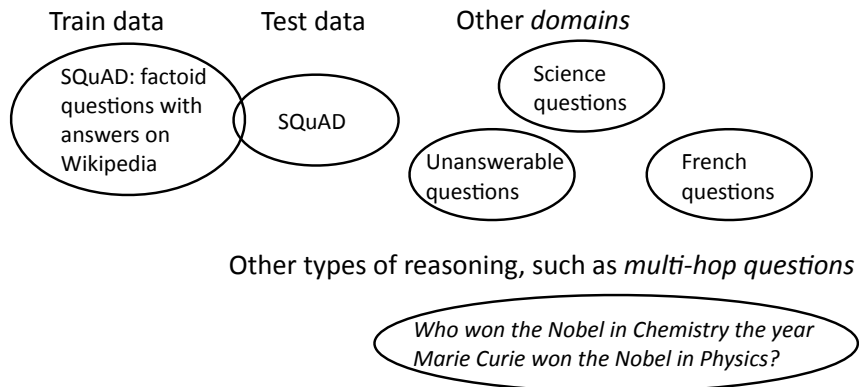 Train data
Test data
Other domains
SQuAD: factoid
questions with
answers on
Wikipedia
SQuAD
Science
questions
Unanswerable
questions
French
questions
Other types of reasoning, such as multi-hop questions
Who won the Nobel in Chemistry the year
Marie Curie won the Nobel in Physics?